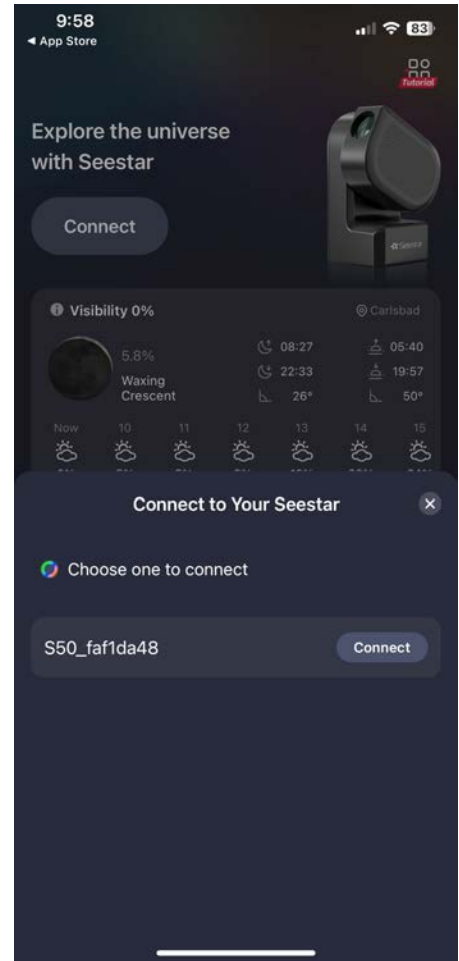 9:58
83
◀ App Store
Tutorial
Explore the universe
with Seestar
Connect
Seestar
Visibility 0%
Carlsbad
5.8%
Waxing
Crescent
08:27
05:40
22:33
19:57
26°
50°
Now 10 11 12 13 14 15
Connect to Your Seestar
Choose one to connect
S50_faf1da48
Connect